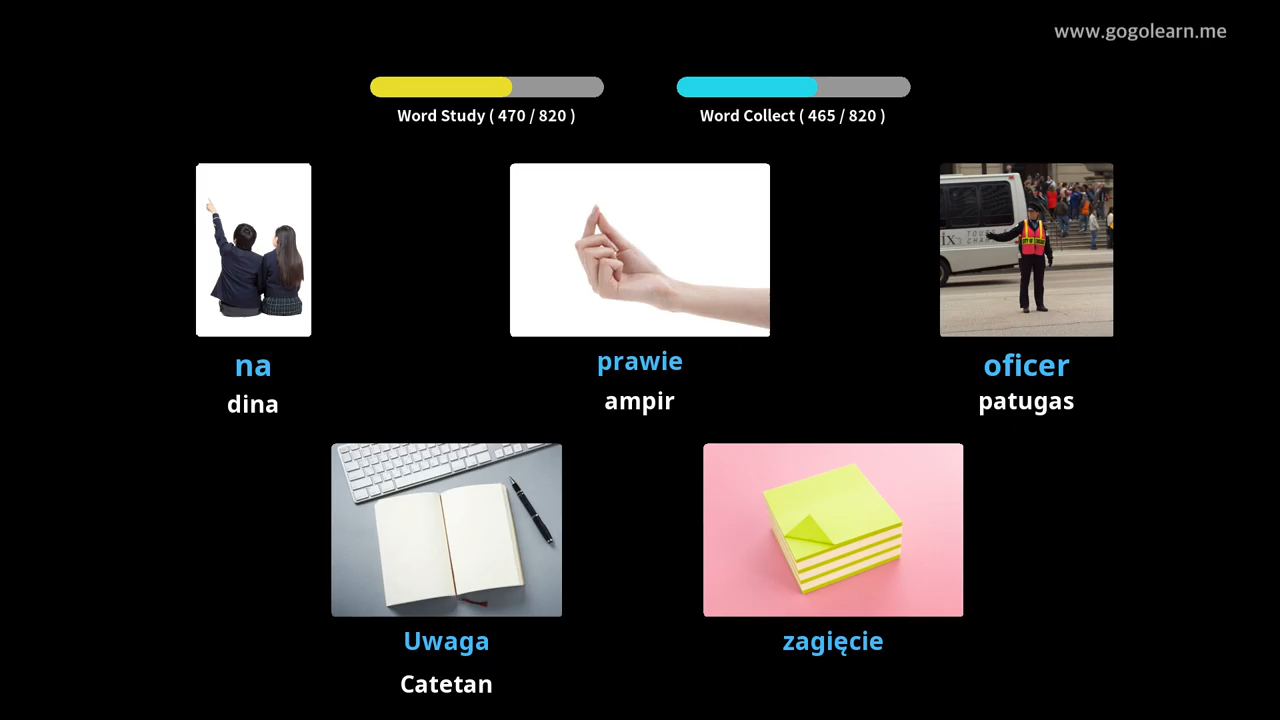 www.gogolearn.me
Word Study ( 470 / 820 )
Word Collect ( 465 / 820 )
na
dina
prawie
ampir
oficer
patugas
Uwaga
Catetan
zagięcie